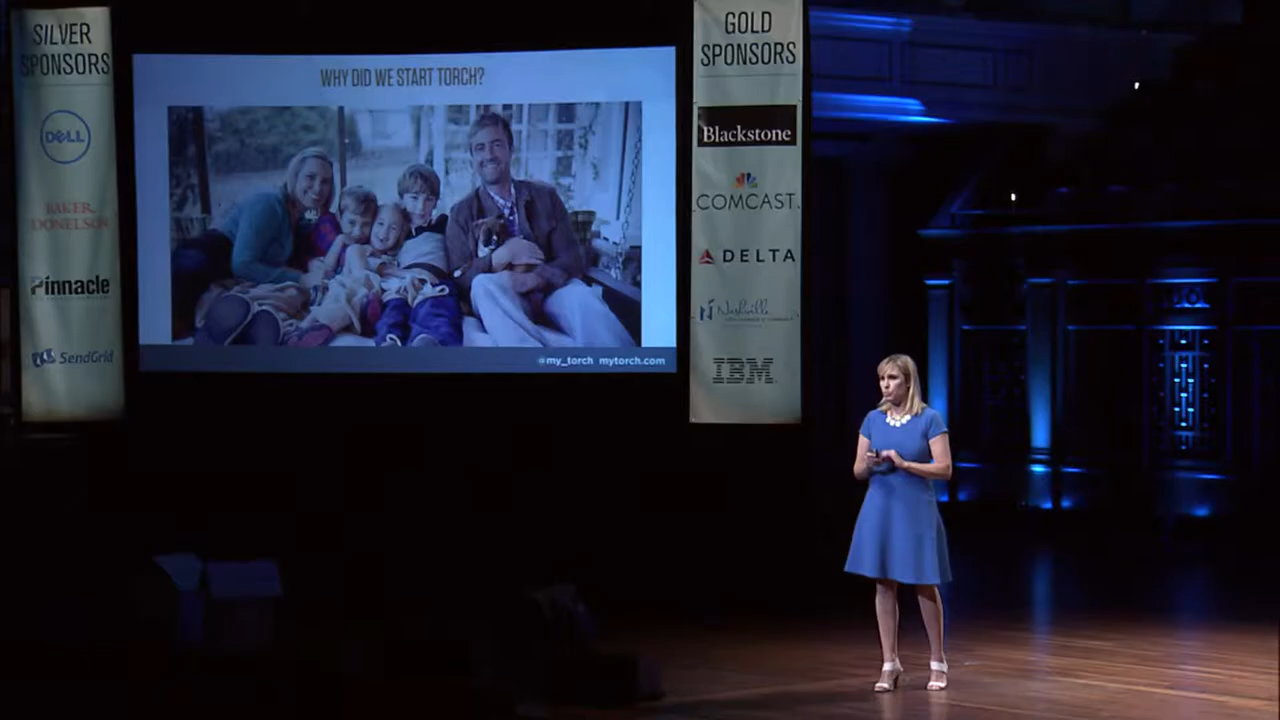 SILVER
SPONSORS
DELL
BAKER
DONELSON
Pinnacle
SendGrid
WHY DID WE START TORCH?
@my_torch mytorch.com
GOLD
SPONSORS
Blackstone
COMCAST
DELTA
Nashville
IBM